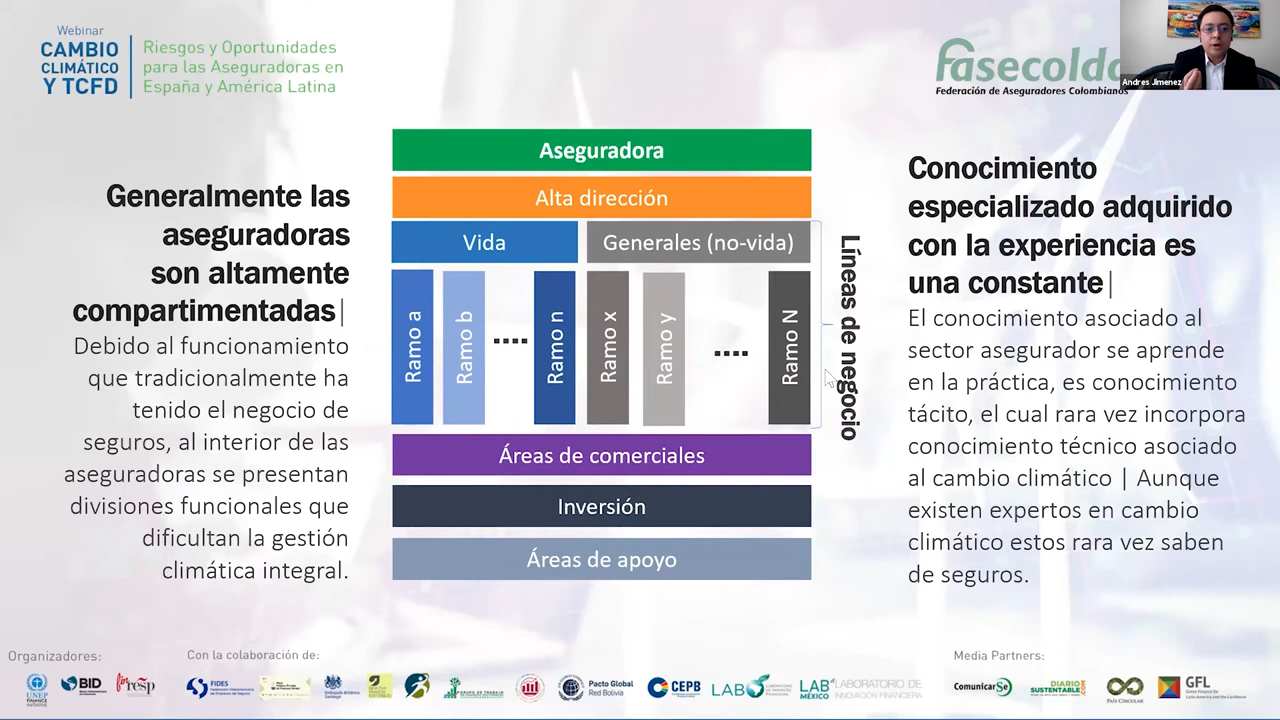 Webinar
CAMBIO
CLIMÁTICO
Y TCFD
Riesgos y Oportunidades
para las Aseguradoras en
España y América Latina
Fasecolda
Federación de Aseguradores Colombianos
Andres Jimenez
Generalmente las
aseguradoras
son altamente
compartimentadas|
Debido al funcionamiento
que tradicionalmente ha
tenido el negocio de
seguros, al interior de las
aseguradoras se presentan
divisiones funcionales que
dificultan la gestión
climática integral.
Aseguradora
Alta dirección
Vida
Generales (no-vida)
Ramo a
Ramo b
....
Ramo n
Ramo x
Ramo y
....
Ramo N
Líneas de negocio
Áreas de comerciales
Inversión
Áreas de apoyo
Conocimiento
especializado adquirido
con la experiencia es
una constante|
El conocimiento asociado al
sector asegurador se aprende
en la práctica, es conocimiento
tácito, el cual rara vez incorpora
conocimiento técnico asociado
al cambio climático | Aunque
existen expertos en cambio
climático estos rara vez saben
de seguros.
Organizadores:
Con la colaboración de:
Media Partners:
UNEP
FINANCE
INITIATIVE
BID
FIDES
Pacto Global
Red Bolivia
CEPB
LAB
LAB
MÉXICO
LABORATORIO DE
INNOVACIÓN FINANCIERA
ComunicarSe
DIARIO
SUSTENTABLE
PAÍS CIRCULAR
GFL